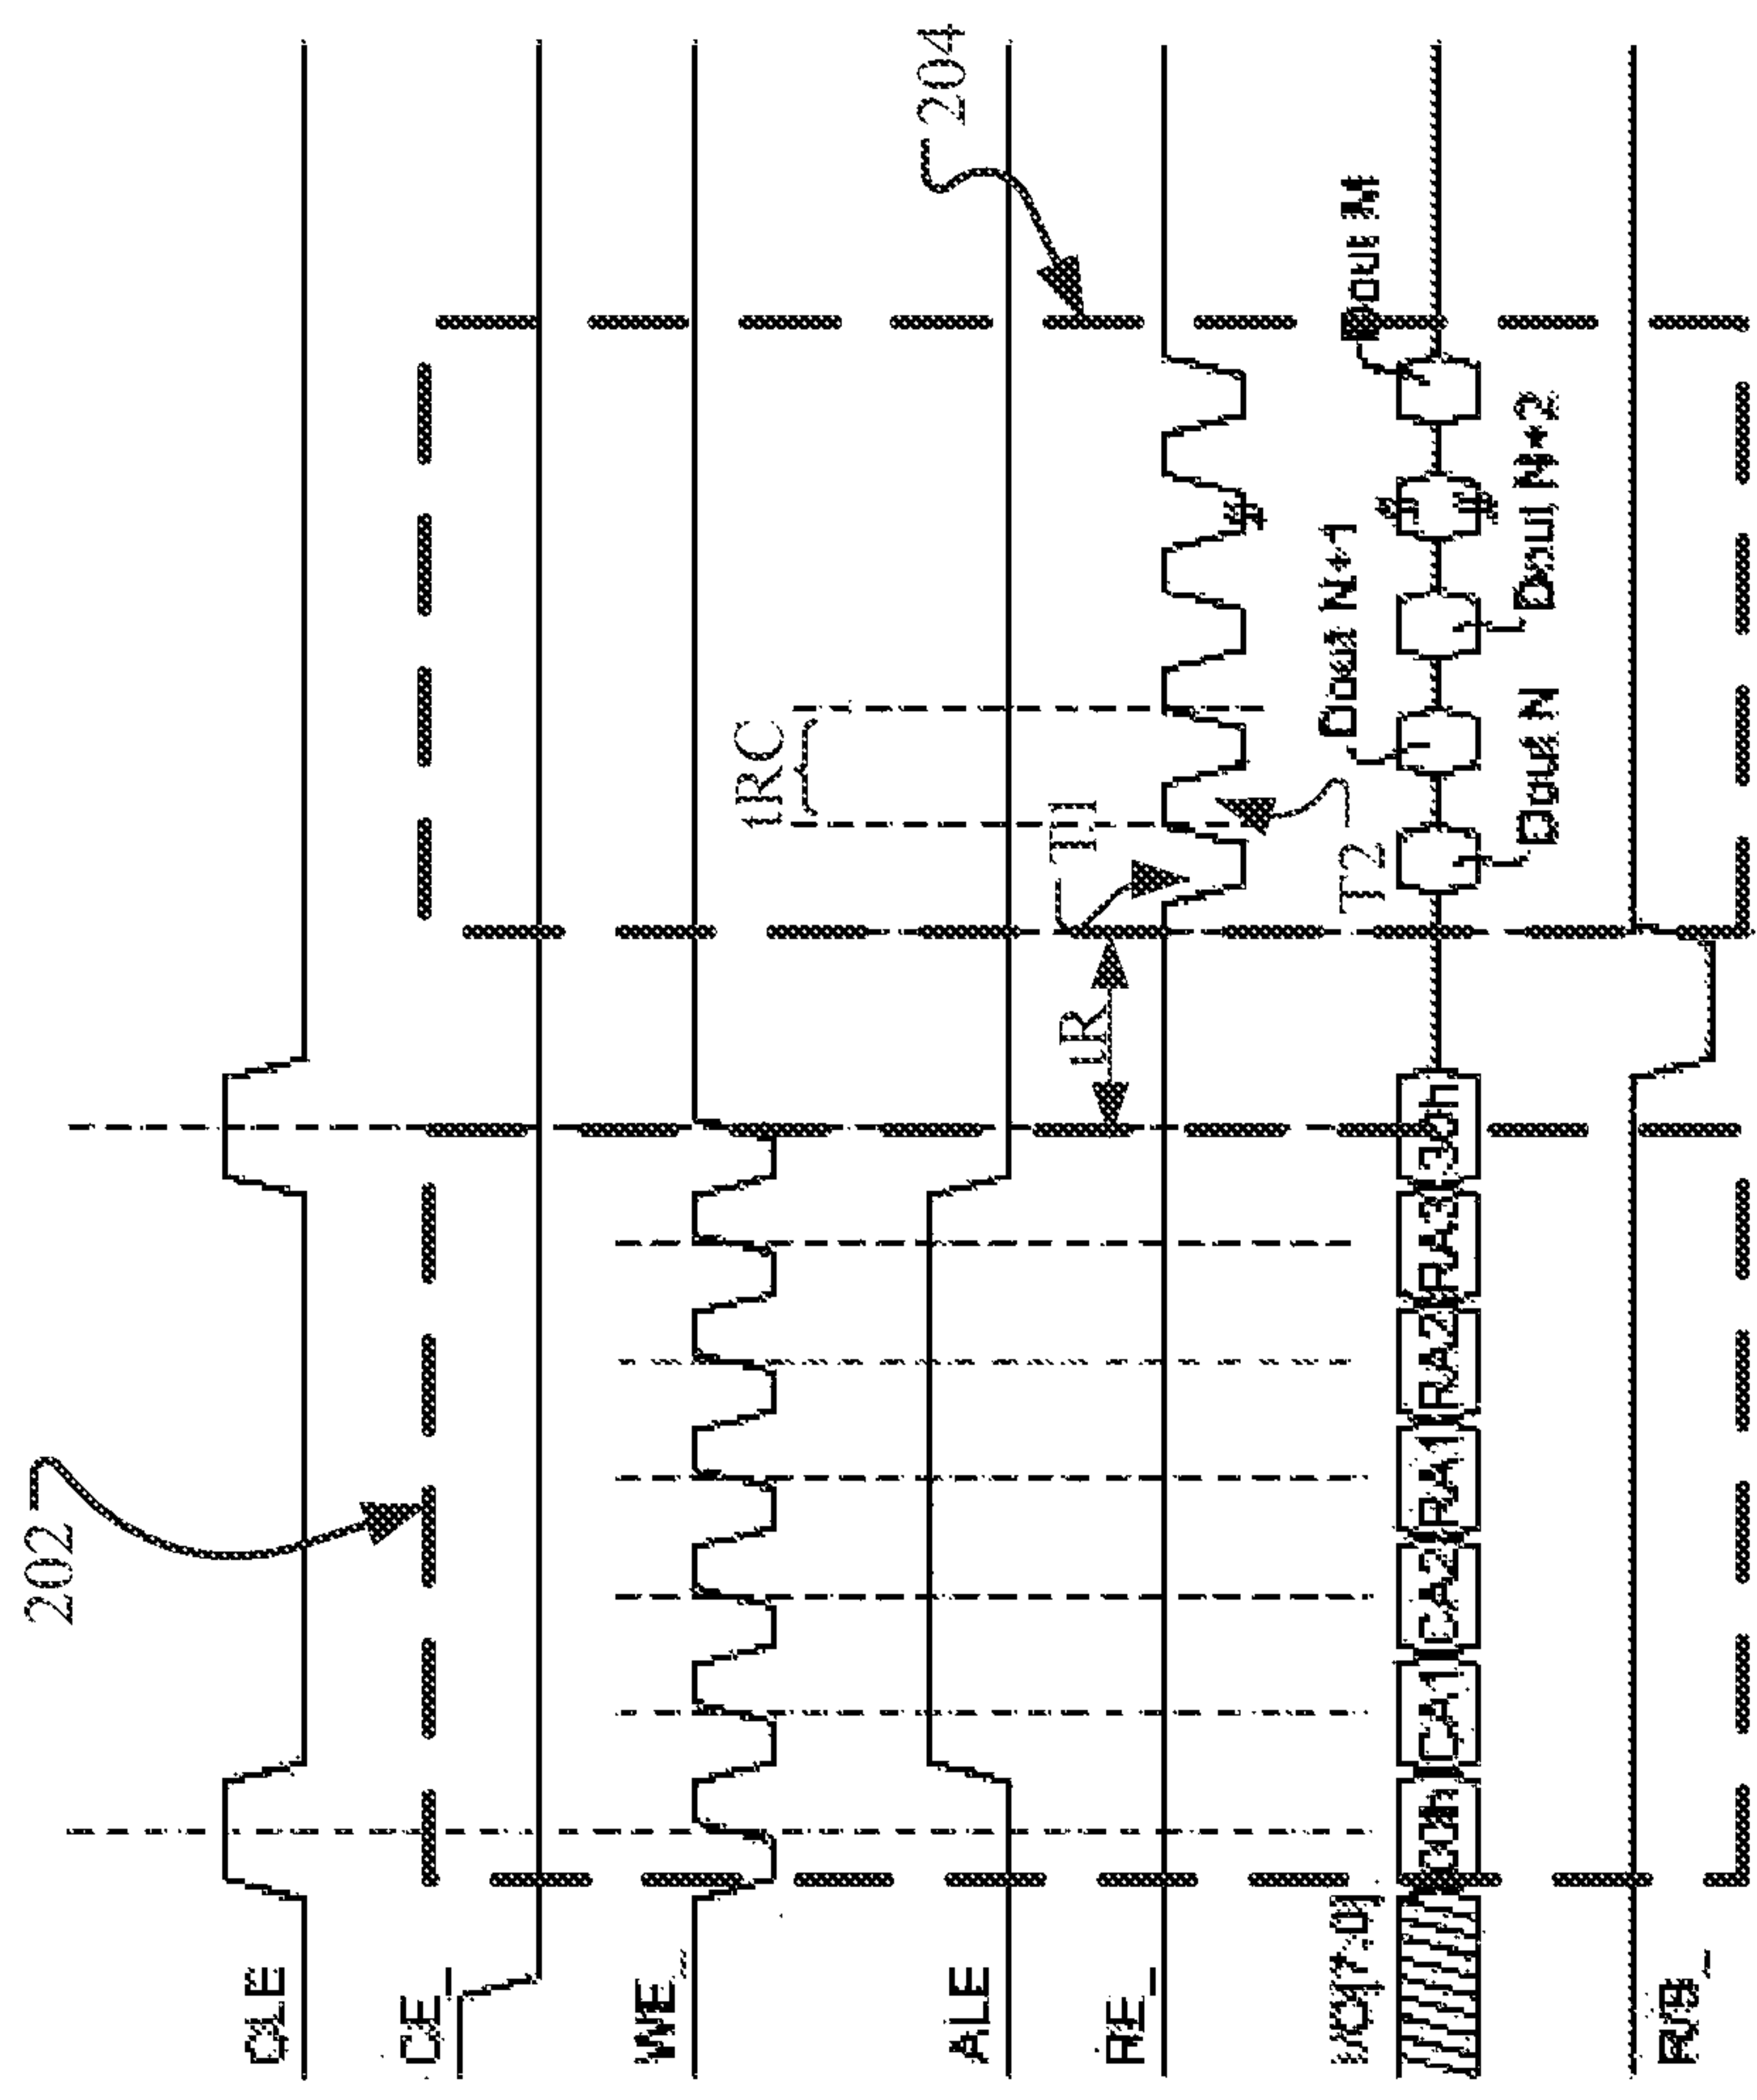 202
204
CLE
CE_
WE_
tRC
ALE
T1
tR
RE_
T2
Dout N+1
Dout M
I/O[7:0]
00h CA1 CA2 RA1 RA2 RA3 30h
Dout N
Dout N+2
R/B_